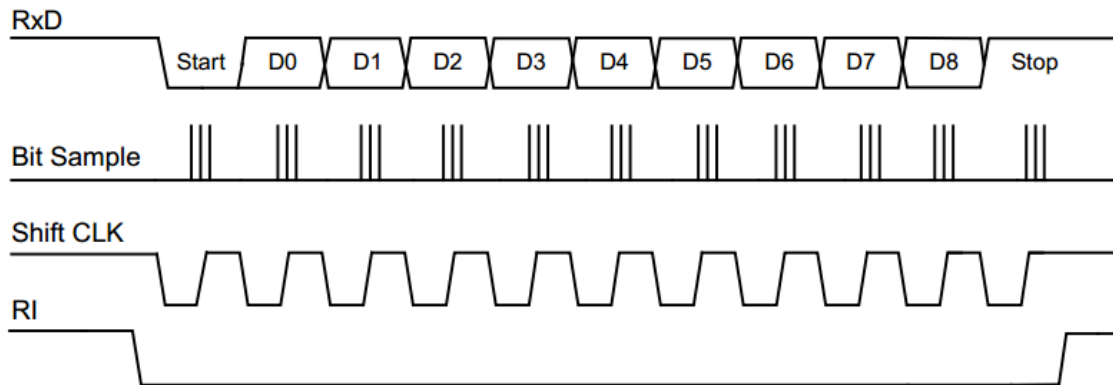 RxD
Start D0 D1 D2 D3 D4 D5 D6 D7 D8 Stop
Bit Sample
Shift CLK
RI